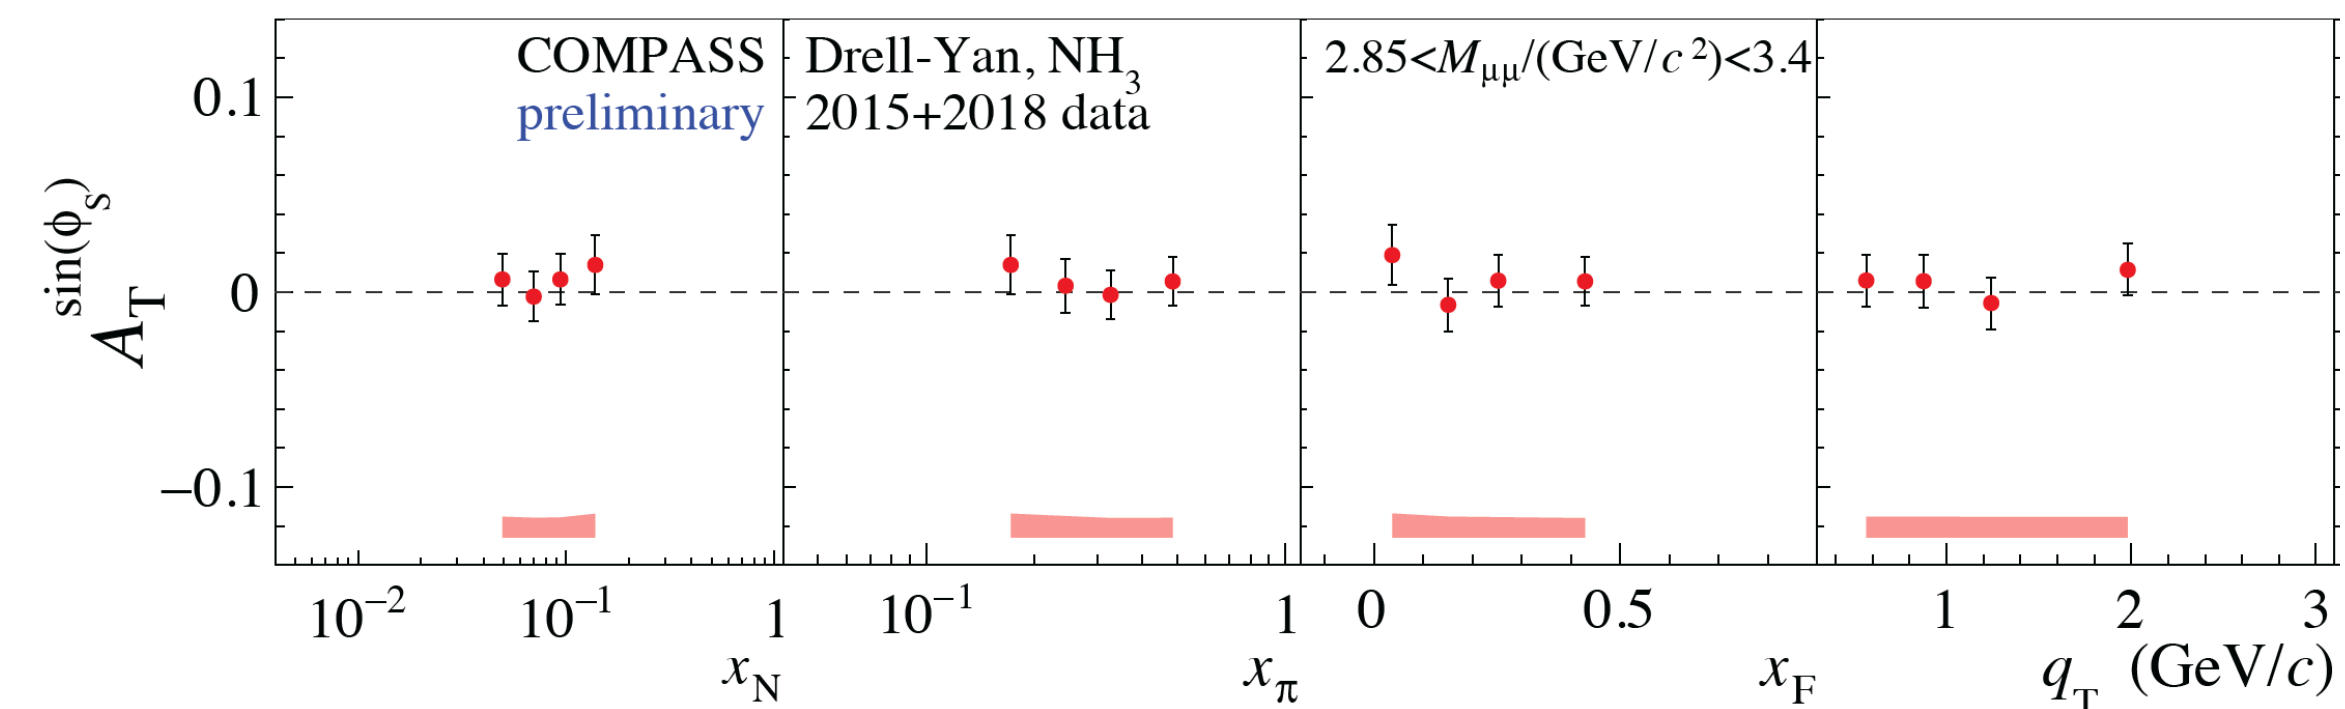 COMPASS
preliminary
Drell-Yan, NH₃
2015+2018 data
2.85<M_μμ/(GeV/c²)<3.4
A_T^sin(ϕ_S)
0.1
0
−0.1
10⁻² 10⁻¹ 1
x_N
10⁻¹ 1
x_π
0 0.5
x_F
1 2 3
q_T (GeV/c)